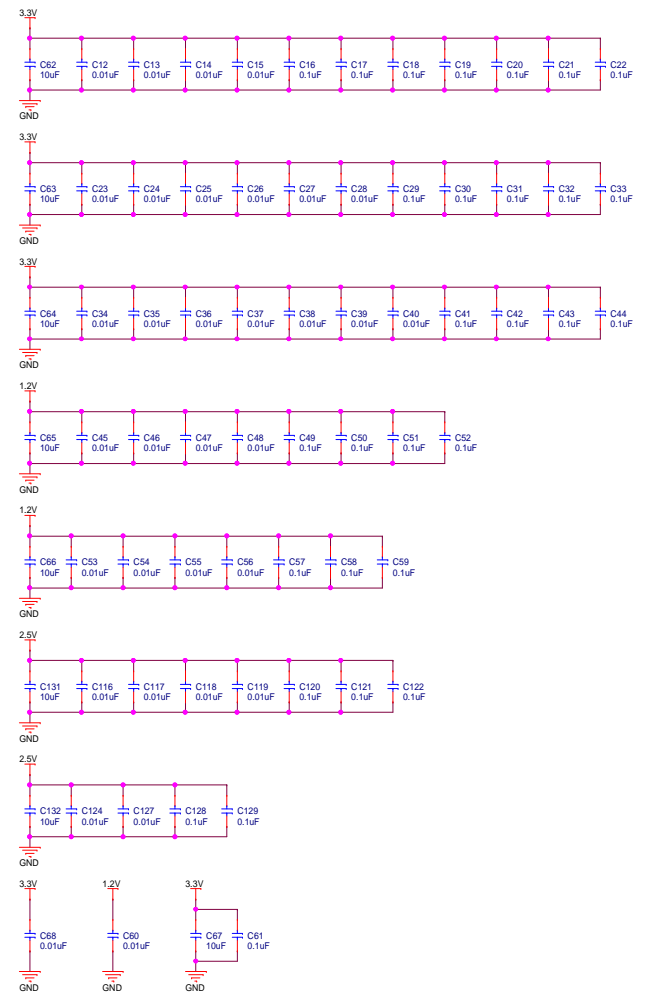 3.3V
C62 C12 C13 C14 C15 C16 C17 C18 C19 C20 C21 C22
10uF 0.01uF 0.01uF 0.01uF 0.01uF 0.1uF 0.1uF 0.1uF 0.1uF 0.1uF 0.1uF 0.1uF
GND
3.3V
C63 C23 C24 C25 C26 C27 C28 C29 C30 C31 C32 C33
10uF 0.01uF 0.01uF 0.01uF 0.01uF 0.01uF 0.01uF 0.1uF 0.1uF 0.1uF 0.1uF 0.1uF
GND
3.3V
C64 C34 C35 C36 C37 C38 C39 C40 C41 C42 C43 C44
10uF 0.01uF 0.01uF 0.01uF 0.01uF 0.01uF 0.01uF 0.01uF 0.1uF 0.1uF 0.1uF 0.1uF
GND
1.2V
C65 C45 C46 C47 C48 C49 C50 C51 C52
10uF 0.01uF 0.01uF 0.01uF 0.01uF 0.1uF 0.1uF 0.1uF 0.1uF
GND
1.2V
C66 C53 C54 C55 C56 C57 C58 C59
10uF 0.01uF 0.01uF 0.01uF 0.01uF 0.1uF 0.1uF 0.1uF
GND
2.5V
C131 C116 C117 C118 C119 C120 C121 C122
10uF 0.01uF 0.01uF 0.01uF 0.01uF 0.1uF 0.1uF 0.1uF
GND
2.5V
C132 C124 C127 C128 C129
10uF 0.01uF 0.01uF 0.1uF 0.1uF
GND
3.3V 1.2V 3.3V
C68 C60 C67 C61
0.01uF 0.01uF 10uF 0.1uF
GND GND GND